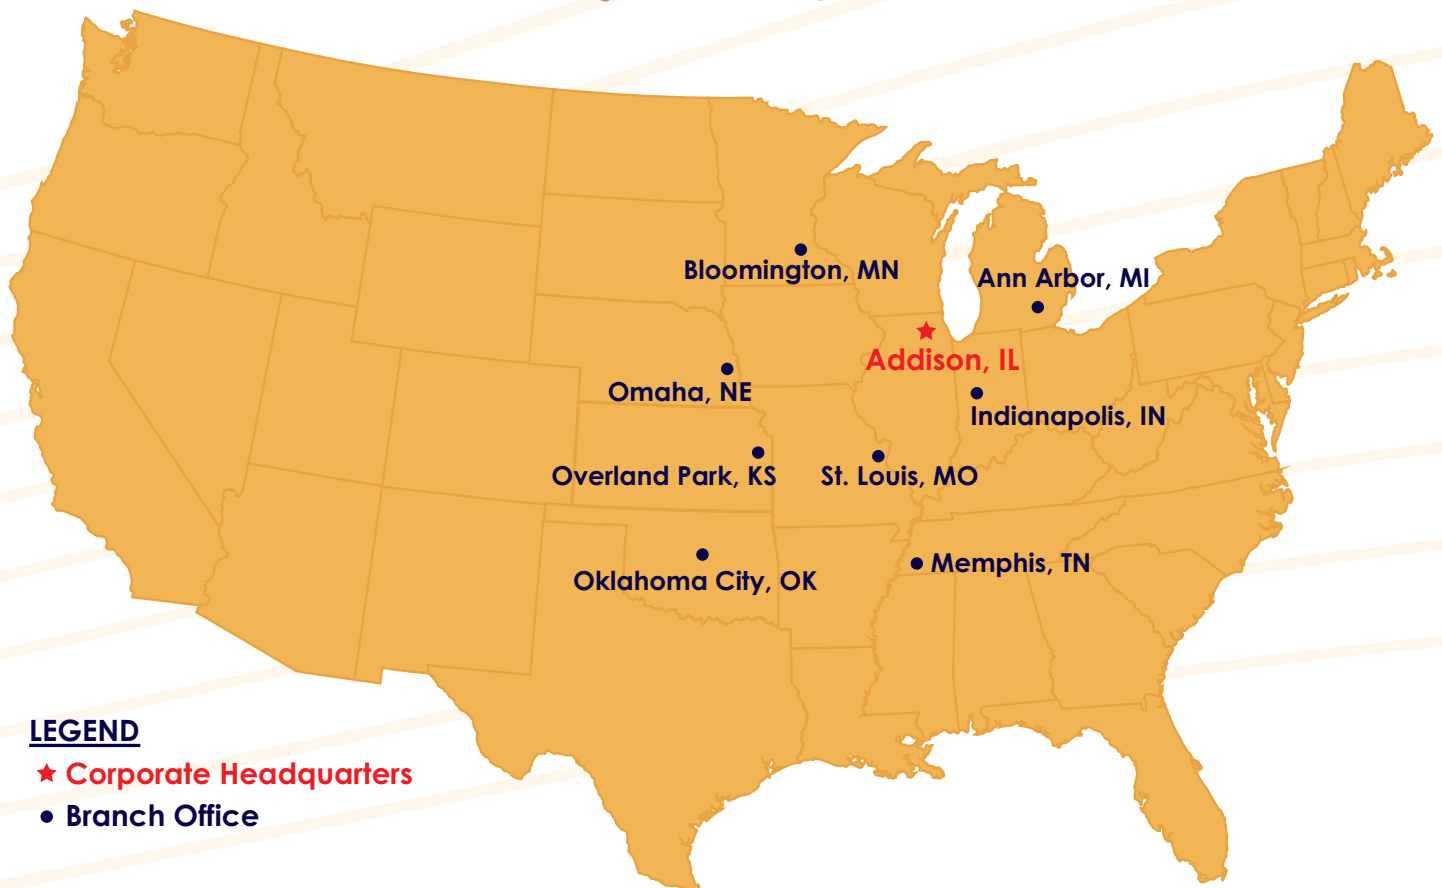 Bloomington, MN
Ann Arbor, MI
Addison, IL
Omaha, NE
Indianapolis, IN
Overland Park, KS
St. Louis, MO
Memphis, TN
Oklahoma City, OK
LEGEND
Corporate Headquarters
Branch Office